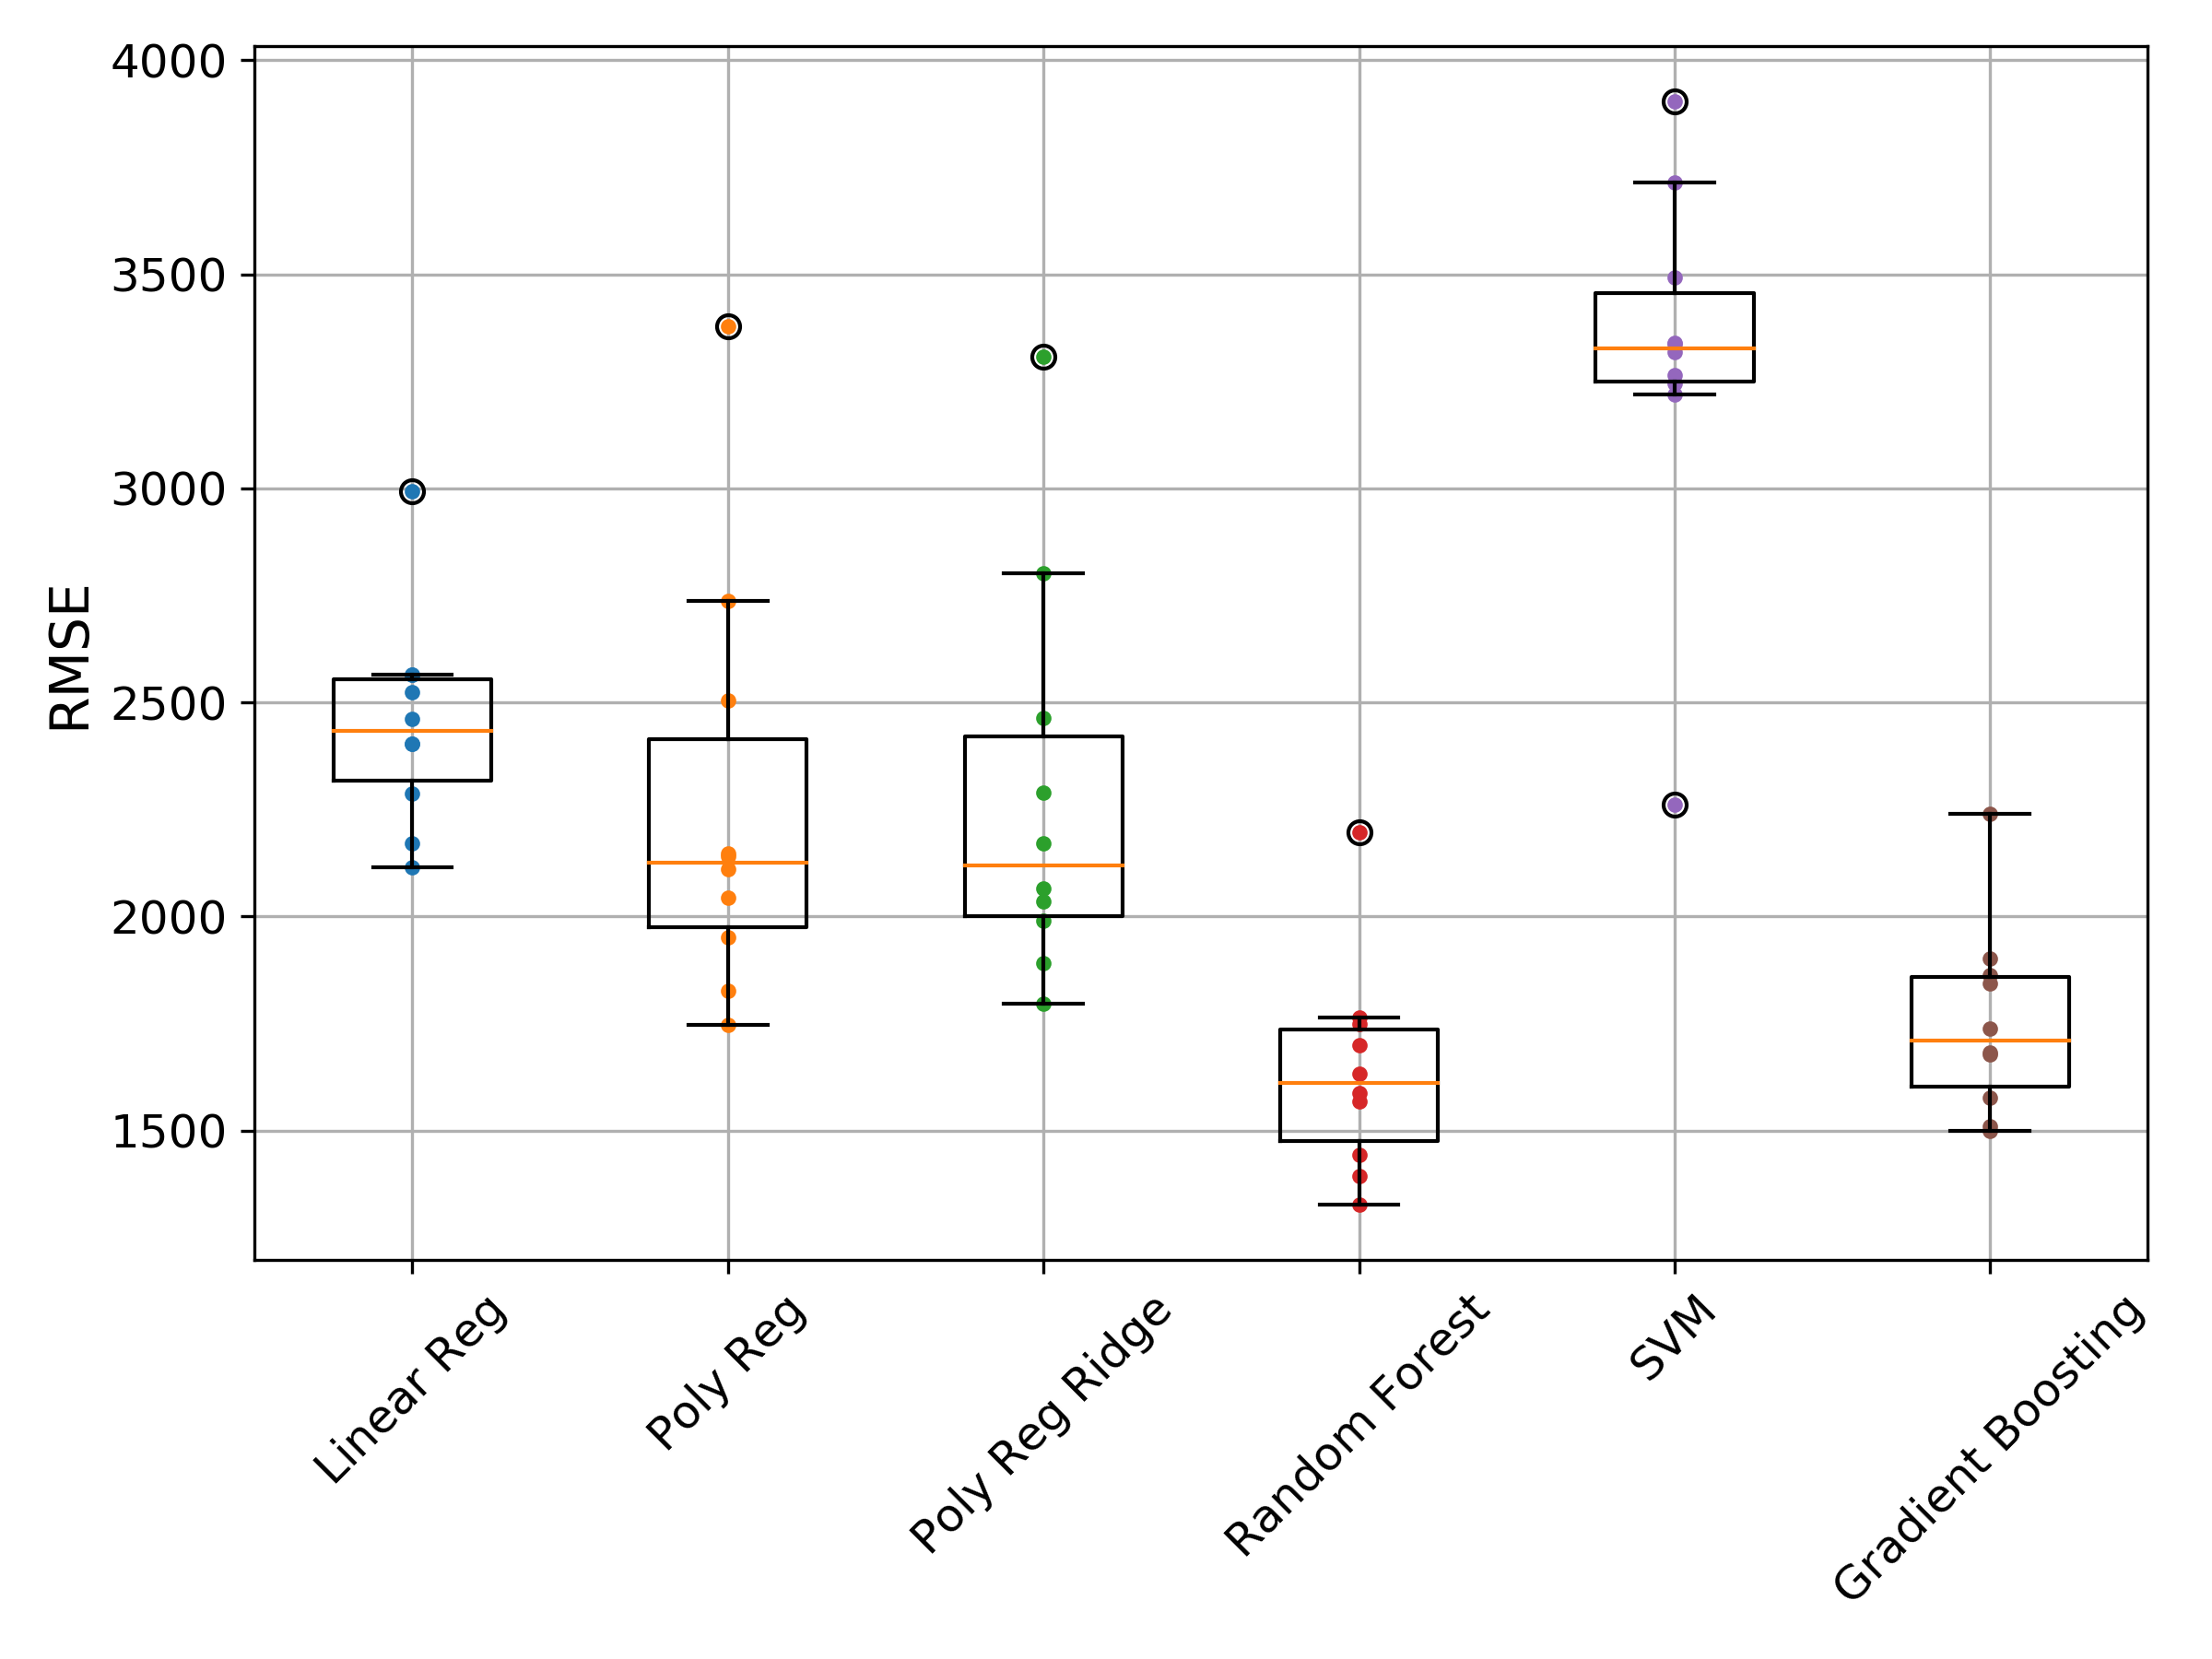 4000
3500
3000
2500
2000
1500
RMSE
Linear Reg
Poly Reg
Poly Reg Ridge
Random Forest
SVM
Gradient Boosting